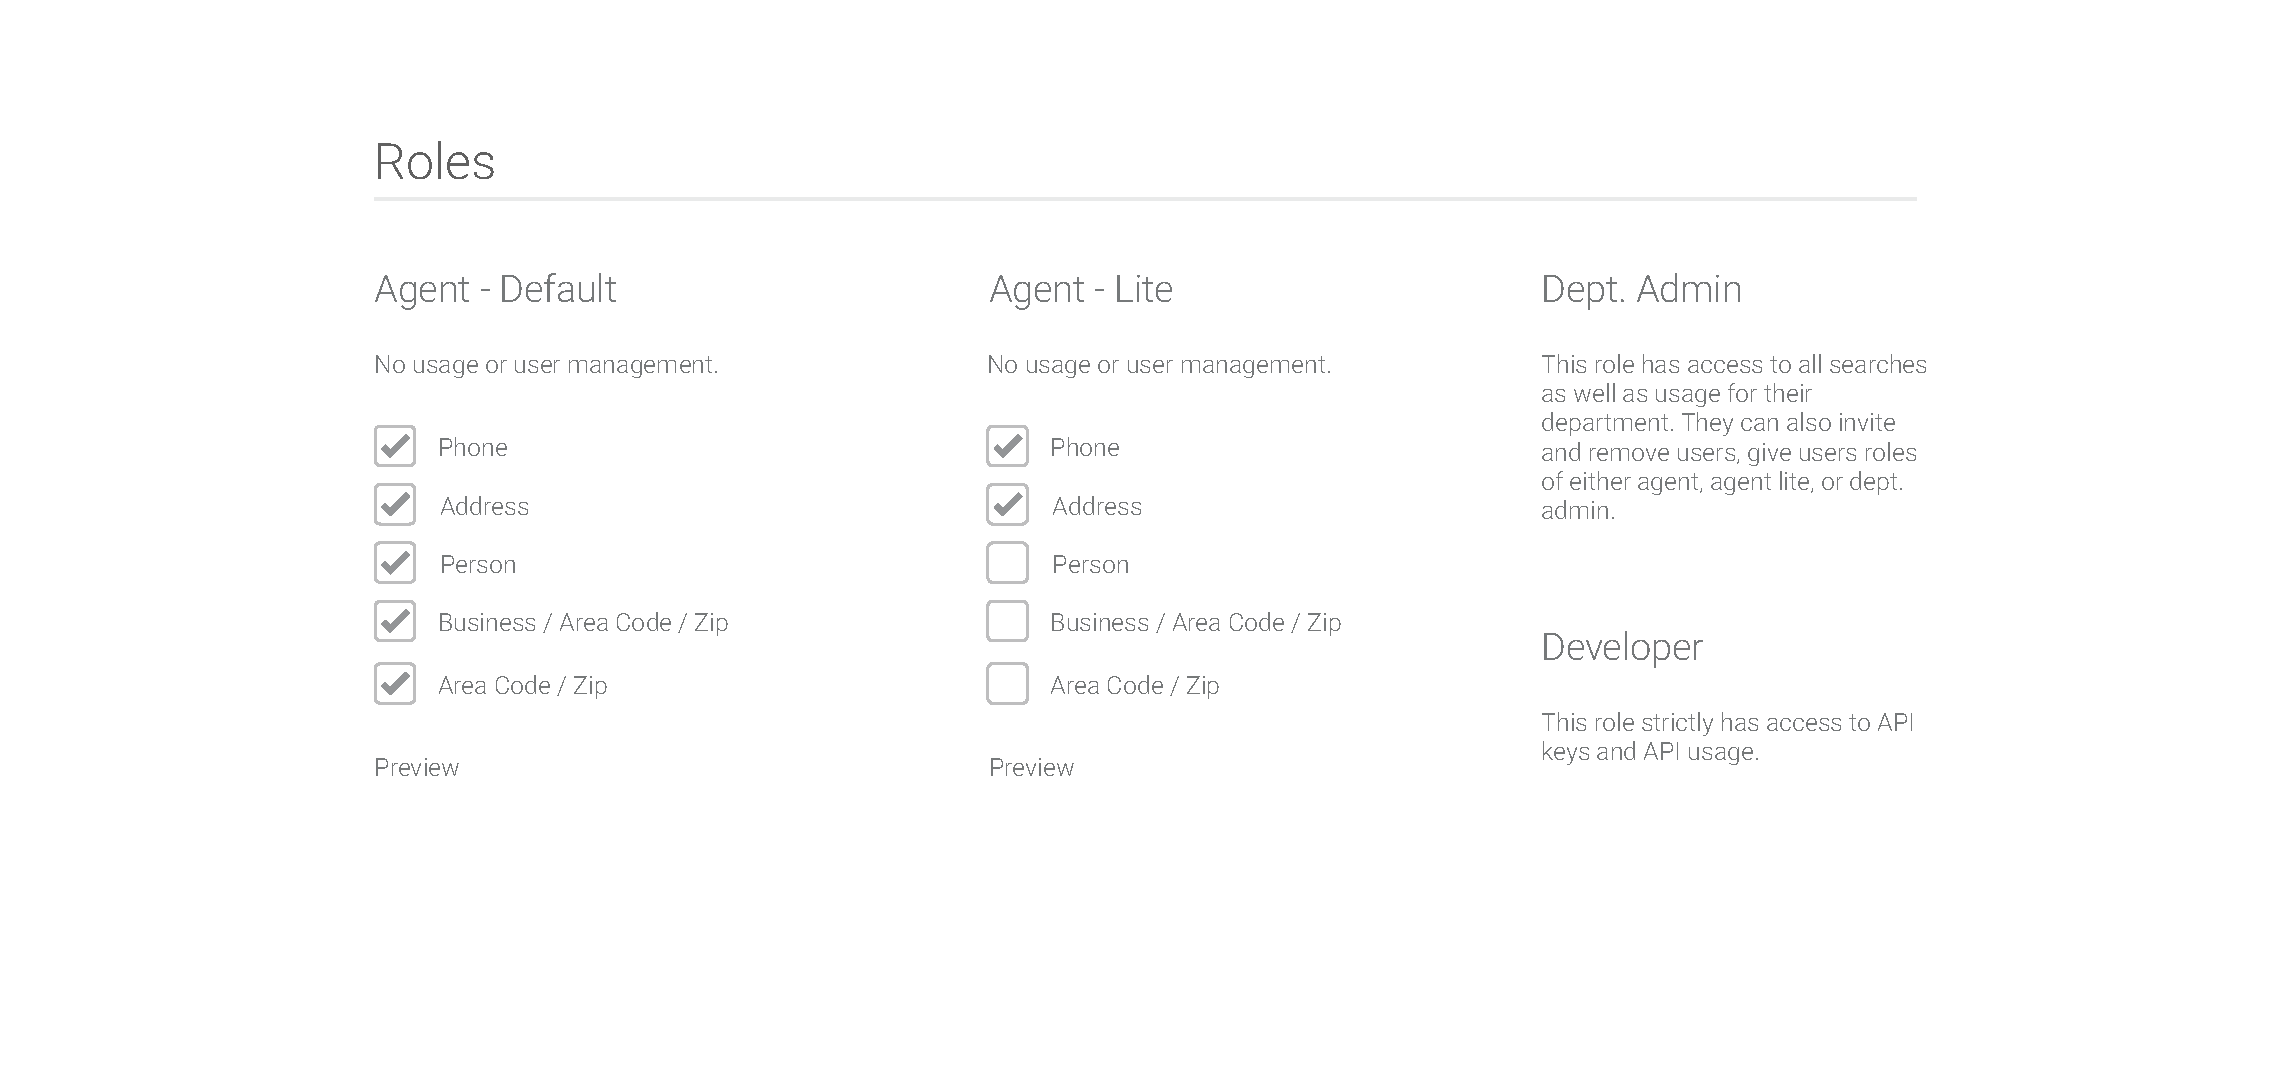 Roles
Agent - Default
No usage or user management.
Phone
Address
Person
Business / Area Code / Zip
Area Code / Zip
Preview
Agent - Lite
No usage or user management.
Phone
Address
Person
Business / Area Code / Zip
Area Code / Zip
Preview
Dept. Admin
This role has access to all searches
as well as usage for their
department. They can also invite
and remove users, give users roles
of either agent, agent lite, or dept.
admin.
Developer
This role strictly has access to API
keys and API usage.